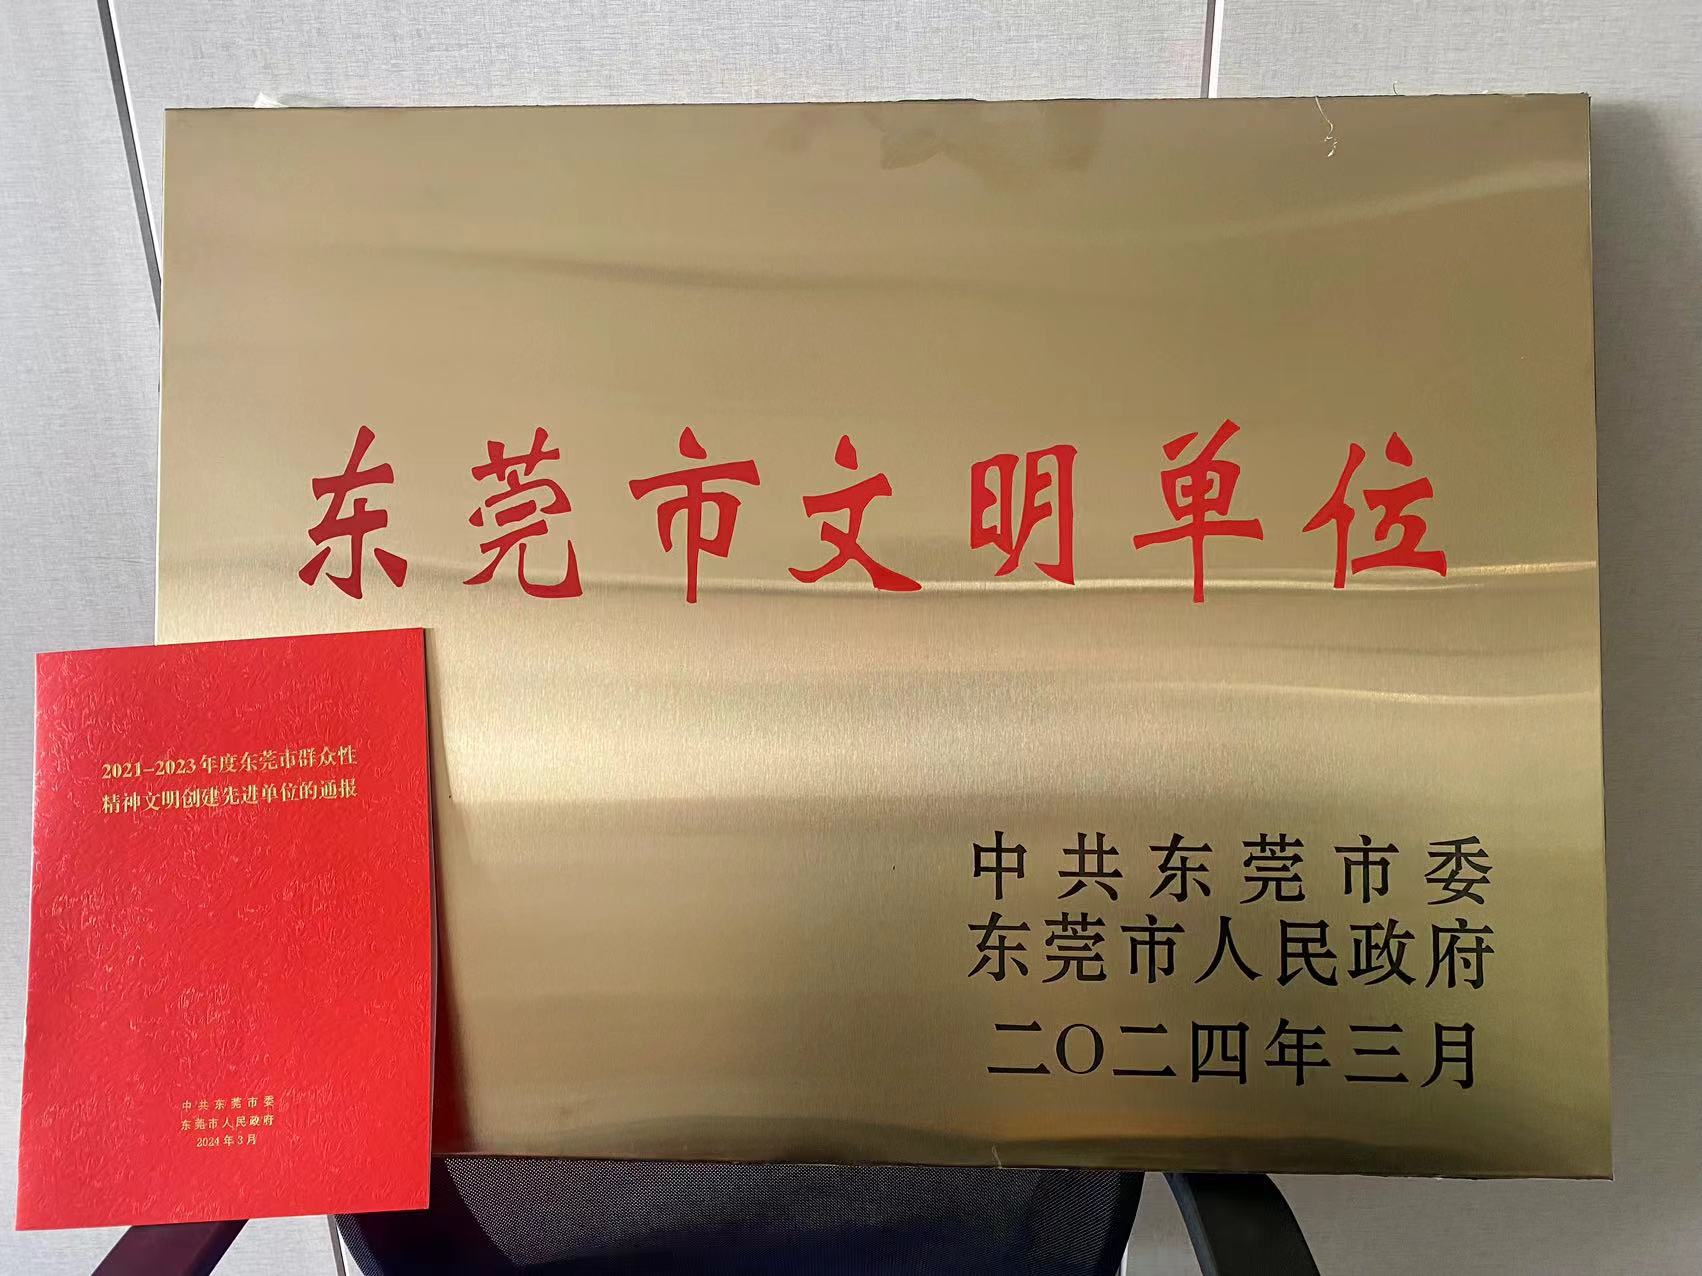 东莞市文明单位
中共东莞市委
东莞市人民政府
二〇二四年三月
2021-2023年度东莞市群众性
精神文明创建先进单位的通报
中共东莞市委
东莞市人民政府
2024年3月